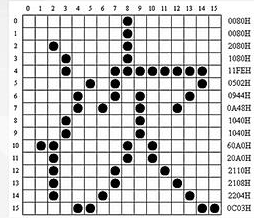 0 1 2 3 4 5 6 7 8 9 10 11 12 13 14 15
0 0080H
1 0080H
2 2080H
3 1080H
4 11FEH
5 0502H
6 0944H
7 0A48H
8 1040H
9 1040H
10 60A0H
11 20A0H
12 2110H
13 2108H
14 2204H
15 0C03H